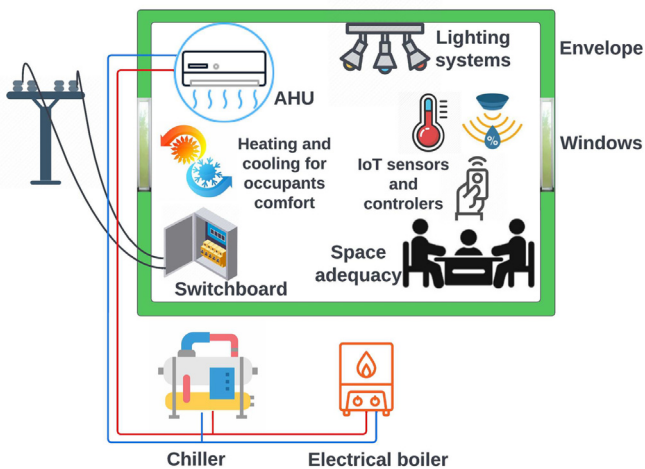 Lighting
systems
Envelope
AHU
Windows
Heating and
cooling for
occupants
comfort
%
IoT sensors
and
controlers
Space
adequacy
Switchboard
Chiller
Electrical boiler